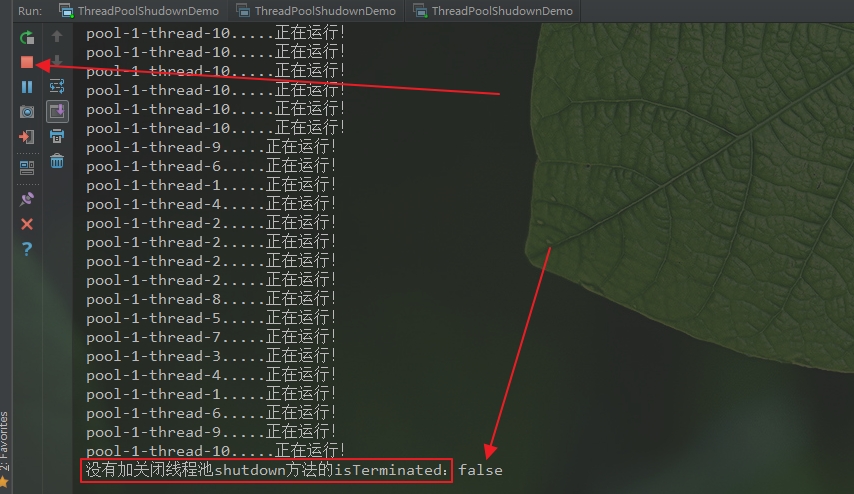 Run: ThreadPoolShudownDemo ThreadPoolShudownDemo ThreadPoolShudownDemo
pool-1-thread-10.....正在运行!
pool-1-thread-10.....正在运行!
pool-1-thread-10.....正在运行!
pool-1-thread-10.....正在运行!
pool-1-thread-10.....正在运行!
pool-1-thread-10.....正在运行!
pool-1-thread-9.....正在运行!
pool-1-thread-6.....正在运行!
pool-1-thread-1.....正在运行!
pool-1-thread-4.....正在运行!
pool-1-thread-2.....正在运行!
pool-1-thread-2.....正在运行!
pool-1-thread-2.....正在运行!
pool-1-thread-2.....正在运行!
pool-1-thread-8.....正在运行!
pool-1-thread-5.....正在运行!
pool-1-thread-7.....正在运行!
pool-1-thread-3.....正在运行!
pool-1-thread-4.....正在运行!
pool-1-thread-1.....正在运行!
pool-1-thread-6.....正在运行!
pool-1-thread-9.....正在运行!
pool-1-thread-10.....正在运行!
没有加关闭线程池shutdown方法的isTerminated：false
2: Favorites